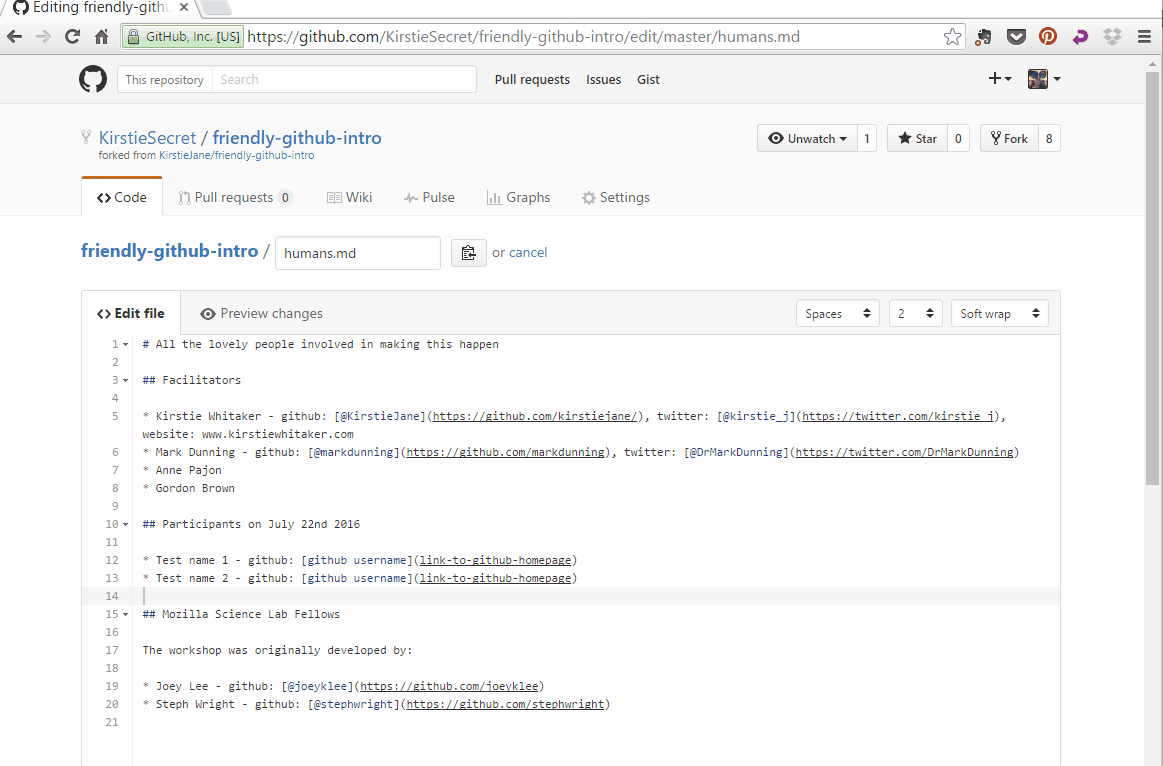 Editing friendly-githu
GitHub, Inc. [US] https://github.com/KirstieSecret/friendly-github-intro/edit/master/humans.md
This repository Search Pull requests Issues Gist
KirstieSecret / friendly-github-intro Unwatch 1 Star 0 Fork 8
forked from KirstieJane/friendly-github-intro
Code Pull requests 0 Wiki Pulse Graphs Settings
friendly-github-intro / humans.md or cancel
Edit file Preview changes Spaces 2 Soft wrap
1 # All the lovely people involved in making this happen
2
3 ## Facilitators
4
5 * Kirstie Whitaker - github: [@KirstieJane](https://github.com/kirstiejane/), twitter: [@kirstie_j](https://twitter.com/kirstie_j),
website: www.kirstiewhitaker.com
6 * Mark Dunning - github: [@markdunning](https://github.com/markdunning), twitter: [@DrMarkDunning](https://twitter.com/DrMarkDunning)
7 * Anne Pajon
8 * Gordon Brown
9
10 ## Participants on July 22nd 2016
11
12 * Test name 1 - github: [github username](link-to-github-homepage)
13 * Test name 2 - github: [github username](link-to-github-homepage)
14
15 ## Mozilla Science Lab Fellows
16
17 The workshop was originally developed by:
18
19 * Joey Lee - github: [@joeyklee](https://github.com/joeyklee)
20 * Steph Wright - github: [@stephwright](https://github.com/stephwright)
21